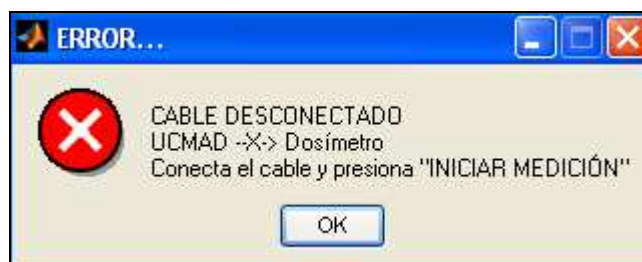 ERROR...
CABLE DESCONECTADO
UCMAD --X-> Dosímetro
Conecta el cable y presiona "INICIAR MEDICIÓN"
OK